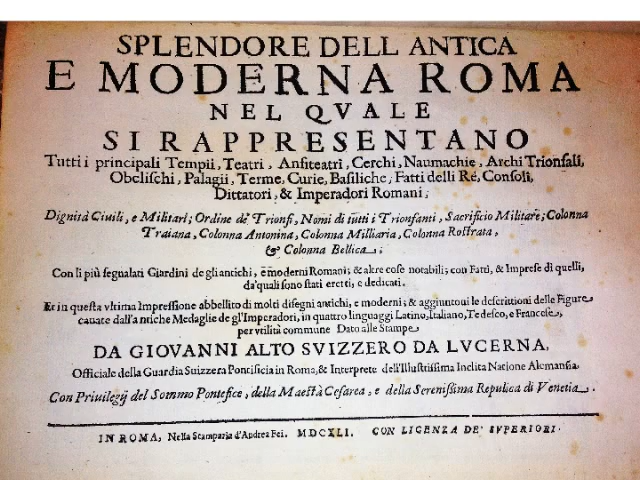 SPLENDORE DELL ANTICA
E MODERNA ROMA
NEL QVALE
SI RAPPRESENTANO
Tutti i principali Tempii, Teatri, Anfiteatri, Cerchi, Naumachie, Archi Trionfali,
Obelischi, Palagii, Terme, Curie, Basiliche; Fatti delli Rè, Consoli,
Dittatori, & Imperadori Romani;
Dignità Ciuili, e Militari; Ordine de' Trionfi, Nomi di tutti i Trionfanti, Sacrificio Militare; Colonna
Traiana, Colonna Antonina, Colonna Milliaria, Colonna Rostrata,
& Colonna Bellica;
Con li più segnalati Giardini de gli antichi, e moderni Romani; & altre cose notabili; con Fatti, & Imprese di quelli,
da'quali sono stati eretti, e dedicati.
Et in questa vltima Impressione abbellito di molti disegni antichi, e moderni; & aggiuntoui le descrittioni delle Figure
cauate dall'antiche Medaglie de gl'Imperadori, in quattro linguaggi Latino, Italiano, Tedesco, e Francese,
per vtilità commune Dato alle Stampe
DA GIOVANNI ALTO SVIZZERO DA LVCERNA,
Officiale della Guardia Suizzera Pontificia in Roma, & Interprete dell'Illustrissima Inclita Natione Alemansia.
Con Priuilegij del Sommo Pontefice, della Maestà Cesarea, e della Serenissima Republica di Venetia.
IN ROMA, Nella Stamparia d'Andrea Fei. MDCXLI. CON LICENZA DE' SVPERIORI.